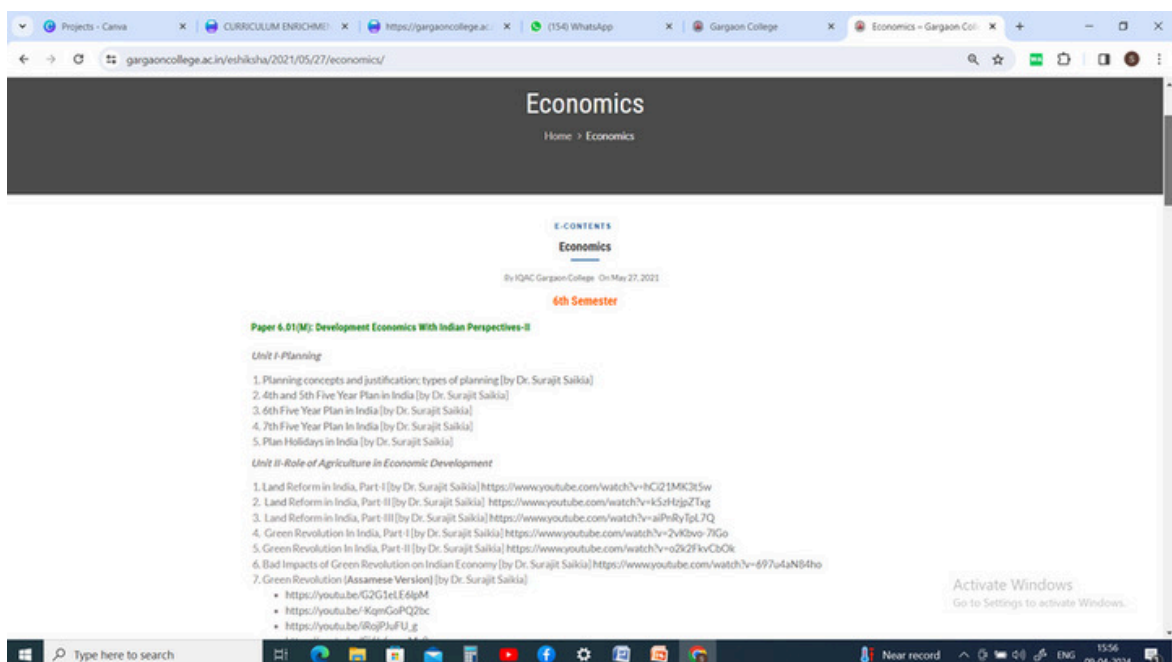 Projects - Canva
CURRICULUM ENRICHMEN
https://gargaoncollege.ac.
(154) WhatsApp
Gargaon College
Economics – Gargaon Coll
gargaoncollege.ac.in/eshiksha/2021/05/27/economics/
Economics
Home > Economics
E-CONTENTS
Economics
By IQAC Gargaon College On May 27, 2021
6th Semester
Paper 6.01(M): Development Economics With Indian Perspectives-II
Unit I-Planning
1. Planning concepts and justification; types of planning [by Dr. Surajit Saikia]
2. 4th and 5th Five Year Plan in India [by Dr. Surajit Saikia]
3. 6th Five Year Plan in India [by Dr. Surajit Saikia]
4. 7th Five Year Plan In India [by Dr. Surajit Saikia]
5. Plan Holidays in India [by Dr. Surajit Saikia]
Unit II-Role of Agriculture in Economic Development
1. Land Reform in India, Part-I [by Dr. Surajit Saikia] https://www.youtube.com/watch?v=hCi21MK3t5w
2. Land Reform in India, Part-II [by Dr. Surajit Saikia] https://www.youtube.com/watch?v=k5zHzjpZTxg
3. Land Reform in India, Part-III [by Dr. Surajit Saikia] https://www.youtube.com/watch?v=aiPnRyTpL7Q
4. Green Revolution In India, Part-I [by Dr. Surajit Saikia] https://www.youtube.com/watch?v=2vKbvo-7IGo
5. Green Revolution In India, Part-II [by Dr. Surajit Saikia] https://www.youtube.com/watch?v=o2k2FkvCbOk
6. Bad Impacts of Green Revolution on Indian Economy [by Dr. Surajit Saikia] https://www.youtube.com/watch?v=697u4aN84ho
7. Green Revolution (Assamese Version) [by Dr. Surajit Saikia]
https://youtu.be/G2G1eLE6IpM
https://youtu.be/-KqmGoPQ2bc
https://youtu.be/iRojPJuFU_g
Activate Windows
Go to Settings to activate Windows.
Type here to search
Near record
ENG
15:56
09-04-2024